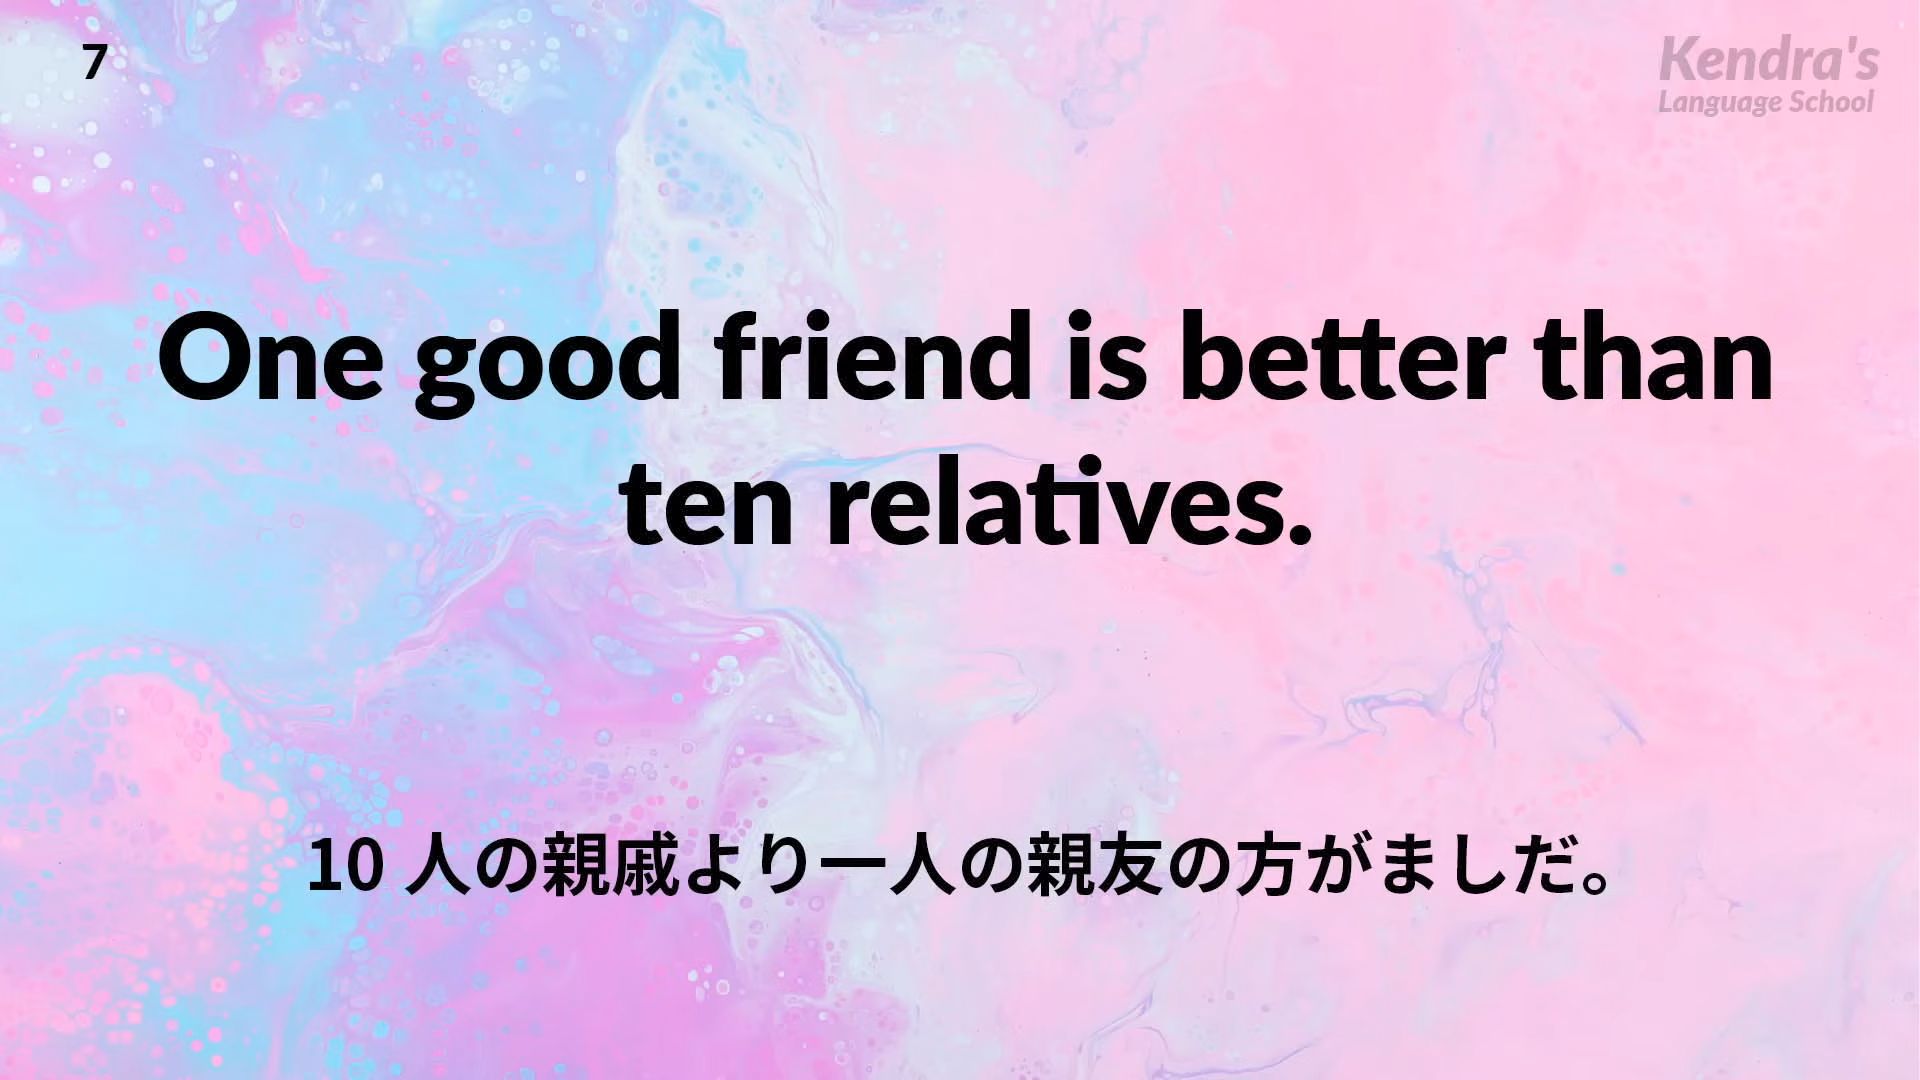 7
Kendra's
Language School
One good friend is better than
ten relatives.
10 人の親戚より一人の親友の方がましだ。